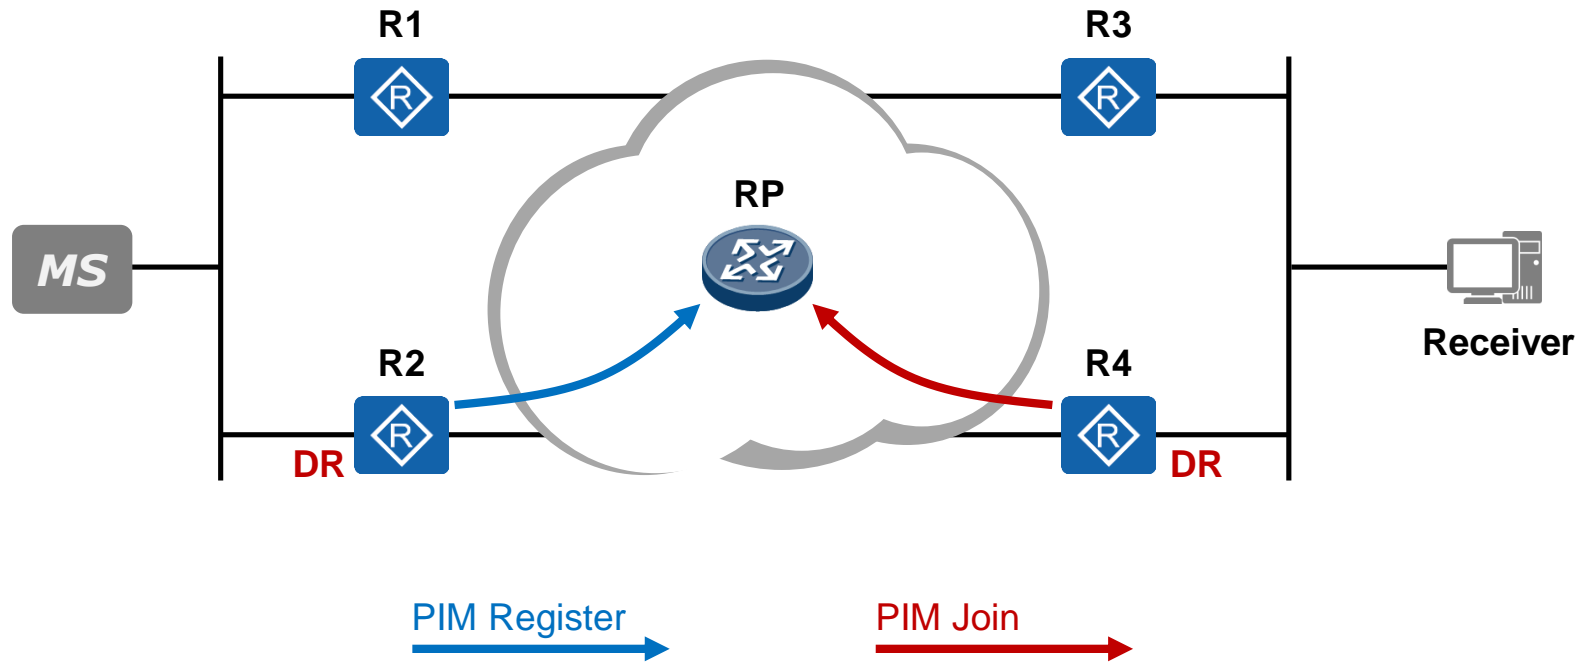 R1
R3
R
R
RP
MS
Receiver
R2
R4
R
R
DR
DR
PIM Register
PIM Join